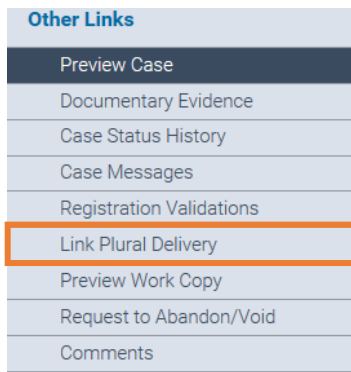 Other Links
Preview Case
Documentary Evidence
Case Status History
Case Messages
Registration Validations
Link Plural Delivery
Preview Work Copy
Request to Abandon/Void
Comments